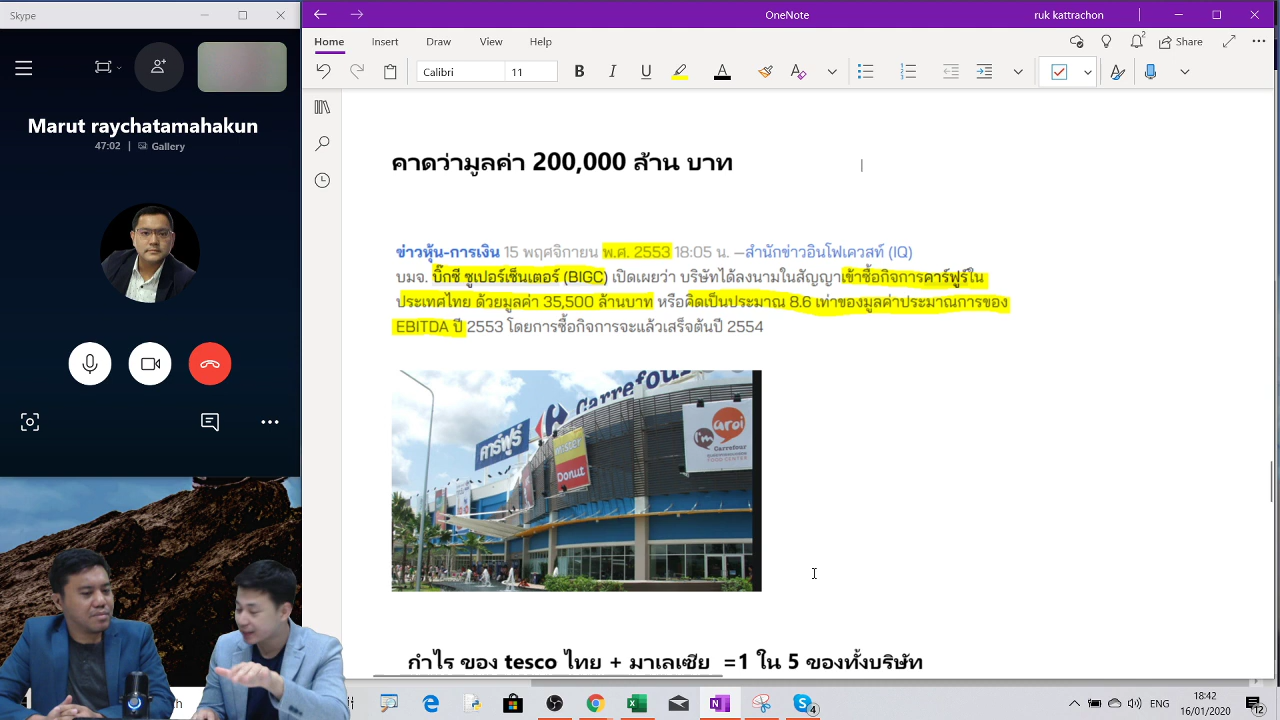 Skype
OneNote
ruk kattrachon
Home
Insert
Draw
View
Help
2
Share
Calibri
11
B
I
U
A
A
Marut raychatamahakun
47:02 | Gallery
คาดว่ามูลค่า 200,000 ล้าน บาท
ข่าวหุ้น-การเงิน 15 พฤศจิกายน พ.ศ. 2553 18:05 น. —สำนักข่าวอินโฟเควสท์ (IQ)
บมจ. บิ๊กซี ซูเปอร์เซ็นเตอร์ (BIGC) เปิดเผยว่า บริษัทได้ลงนามในสัญญาเข้าซื้อกิจการคาร์ฟูร์ใน
ประเทศไทย ด้วยมูลค่า 35,500 ล้านบาท หรือคิดเป็นประมาณ 8.6 เท่าของมูลค่าประมาณการของ
EBITDA ปี 2553 โดยการซื้อกิจการจะแล้วเสร็จต้นปี 2554
Carrefour
คาร์ฟูร์
mister
Donut
I'm
aroi
Carrefour
FOOD CENTER
กำไร ของ tesco ไทย + มาเลเซีย =1 ใน 5 ของทั้งบริษัท
4
18:42
16/01/2020
12